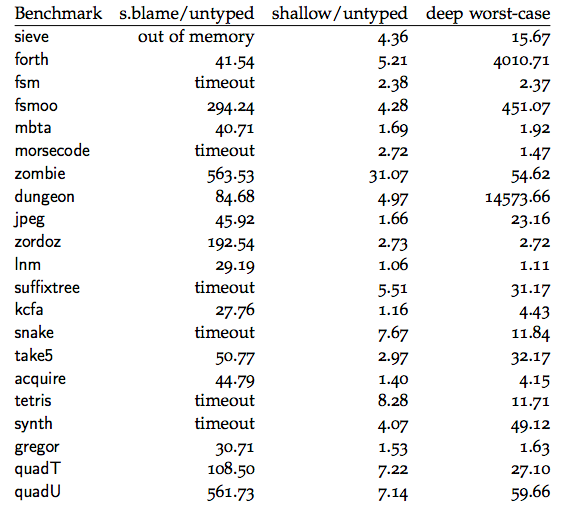 Benchmark s.blame/untyped shallow/untyped deep worst-case
sieve out of memory 4.36 15.67
forth 41.54 5.21 4010.71
fsm timeout 2.38 2.37
fsmoo 294.24 4.28 451.07
mbta 40.71 1.69 1.92
morsecode timeout 2.72 1.47
zombie 563.53 31.07 54.62
dungeon 84.68 4.97 14573.66
jpeg 45.92 1.66 23.16
zordoz 192.54 2.73 2.72
lnm 29.19 1.06 1.11
suffixtree timeout 5.51 31.17
kcfa 27.76 1.16 4.43
snake timeout 7.67 11.84
take5 50.77 2.97 32.17
acquire 44.79 1.40 4.15
tetris timeout 8.28 11.71
synth timeout 4.07 49.12
gregor 30.71 1.53 1.63
quadT 108.50 7.22 27.10
quadU 561.73 7.14 59.66